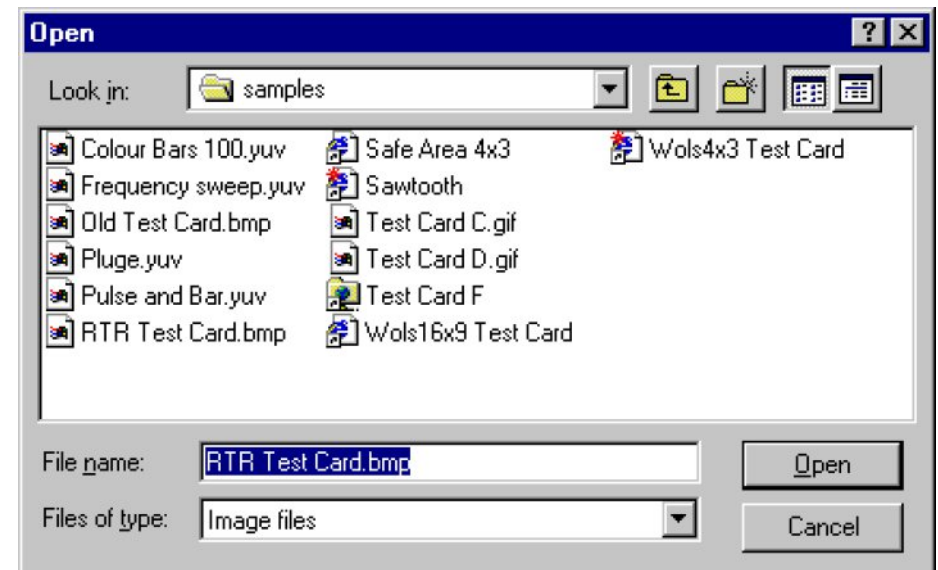 Open
Look in: samples
Colour Bars 100.yuv
Frequency sweep.yuv
Old Test Card.bmp
Pluge.yuv
Pulse and Bar.yuv
RTR Test Card.bmp
Safe Area 4x3
Sawtooth
Test Card C.gif
Test Card D.gif
Test Card F
Wols16x9 Test Card
Wols4x3 Test Card
File name: RTR Test Card.bmp
Open
Files of type: Image files
Cancel